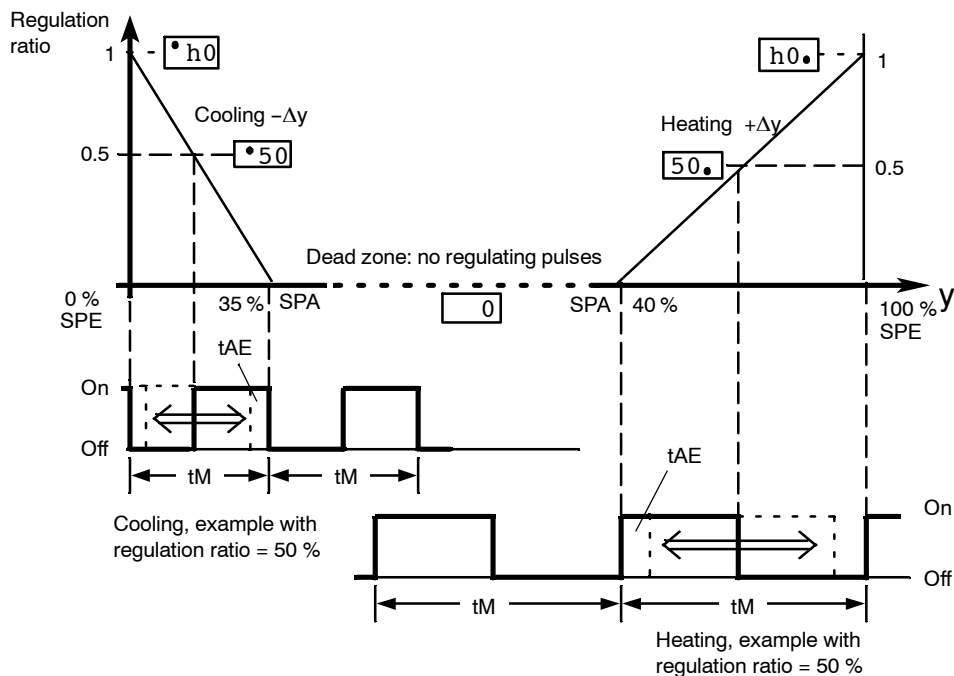 Regulation
ratio
1
• h0
h0•
1
Cooling –Δy
Heating +Δy
0.5
• 50
50•
0.5
Dead zone: no regulating pulses
0 %
SPE
35 %
SPA
0
SPA
40 %
100 %
SPE
y
tAE
On
Off
tM
tM
tAE
On
Off
Cooling, example with
regulation ratio = 50 %
tM
tM
Heating, example with
regulation ratio = 50 %